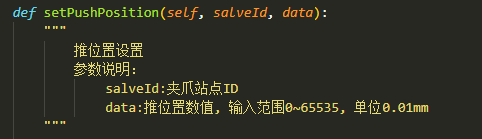 def setPushPosition(self, salveId, data):
"""
推位置设置
参数说明:
salveId:夹爪站点ID
data:推位置数值, 输入范围0~65535, 单位0.01mm
"""